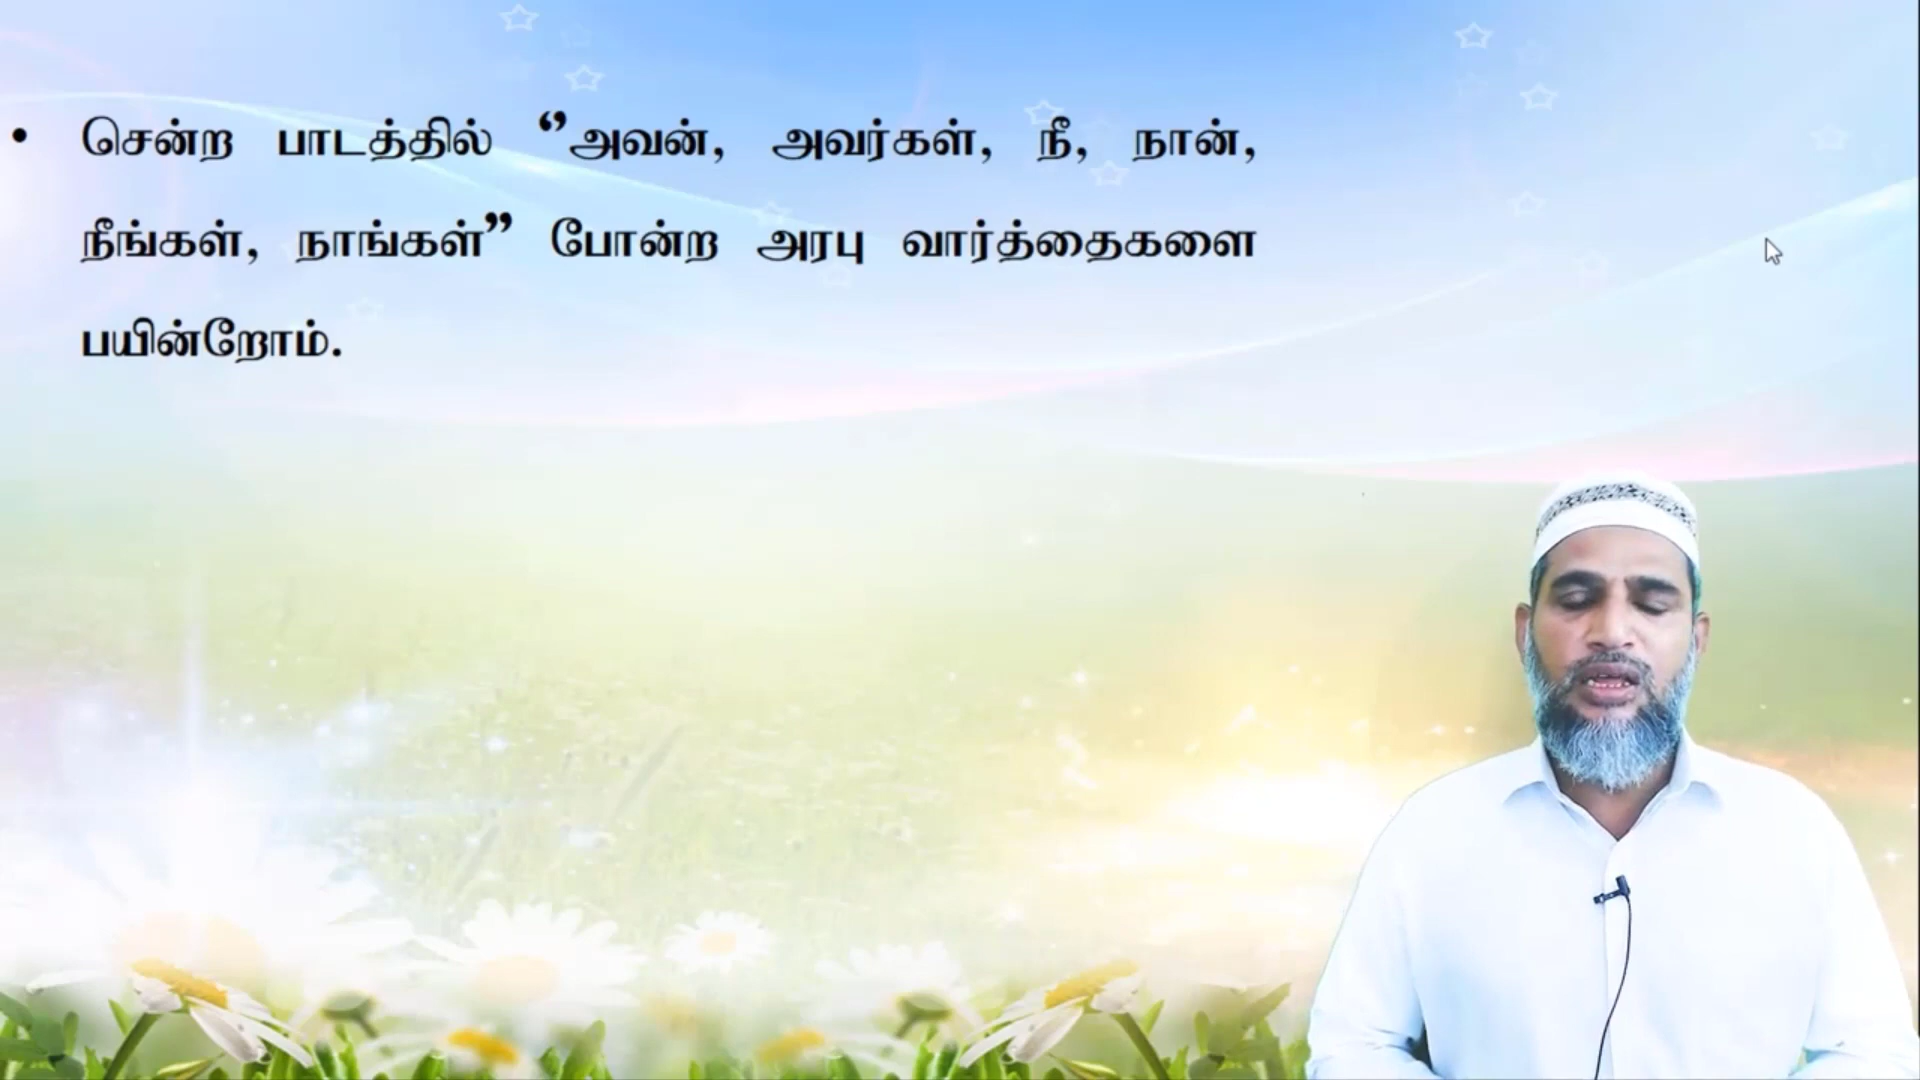 • சென்ற பாடத்தில் “அவன், அவர்கள், நீ, நான்,
நீங்கள், நாங்கள்” போன்ற அரபு வார்த்தைகளை
பயின்றோம்.